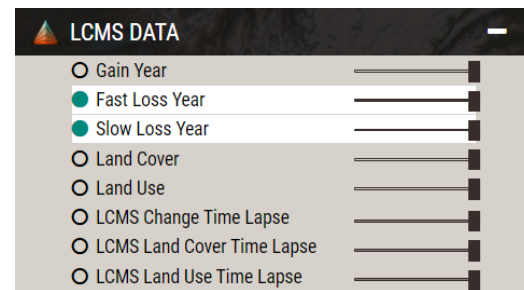 LCMS DATA
Gain Year
Fast Loss Year
Slow Loss Year
Land Cover
Land Use
LCMS Change Time Lapse
LCMS Land Cover Time Lapse
LCMS Land Use Time Lapse